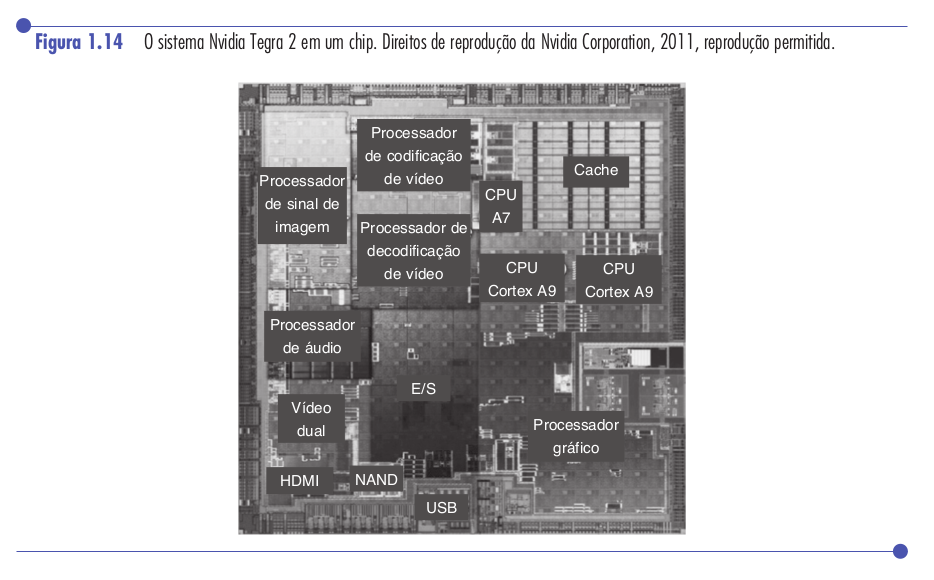 Figura 1.14 O sistema Nvidia Tegra 2 em um chip. Direitos de reprodução da Nvidia Corporation, 2011, reprodução permitida.
Processador
de codificação
de vídeo
Cache
Processador
de sinal de
imagem
CPU
A7
Processador de
decodificação
de vídeo
CPU
Cortex A9
CPU
Cortex A9
Processador
de áudio
E/S
Vídeo
dual
Processador
gráfico
HDMI
NAND
USB